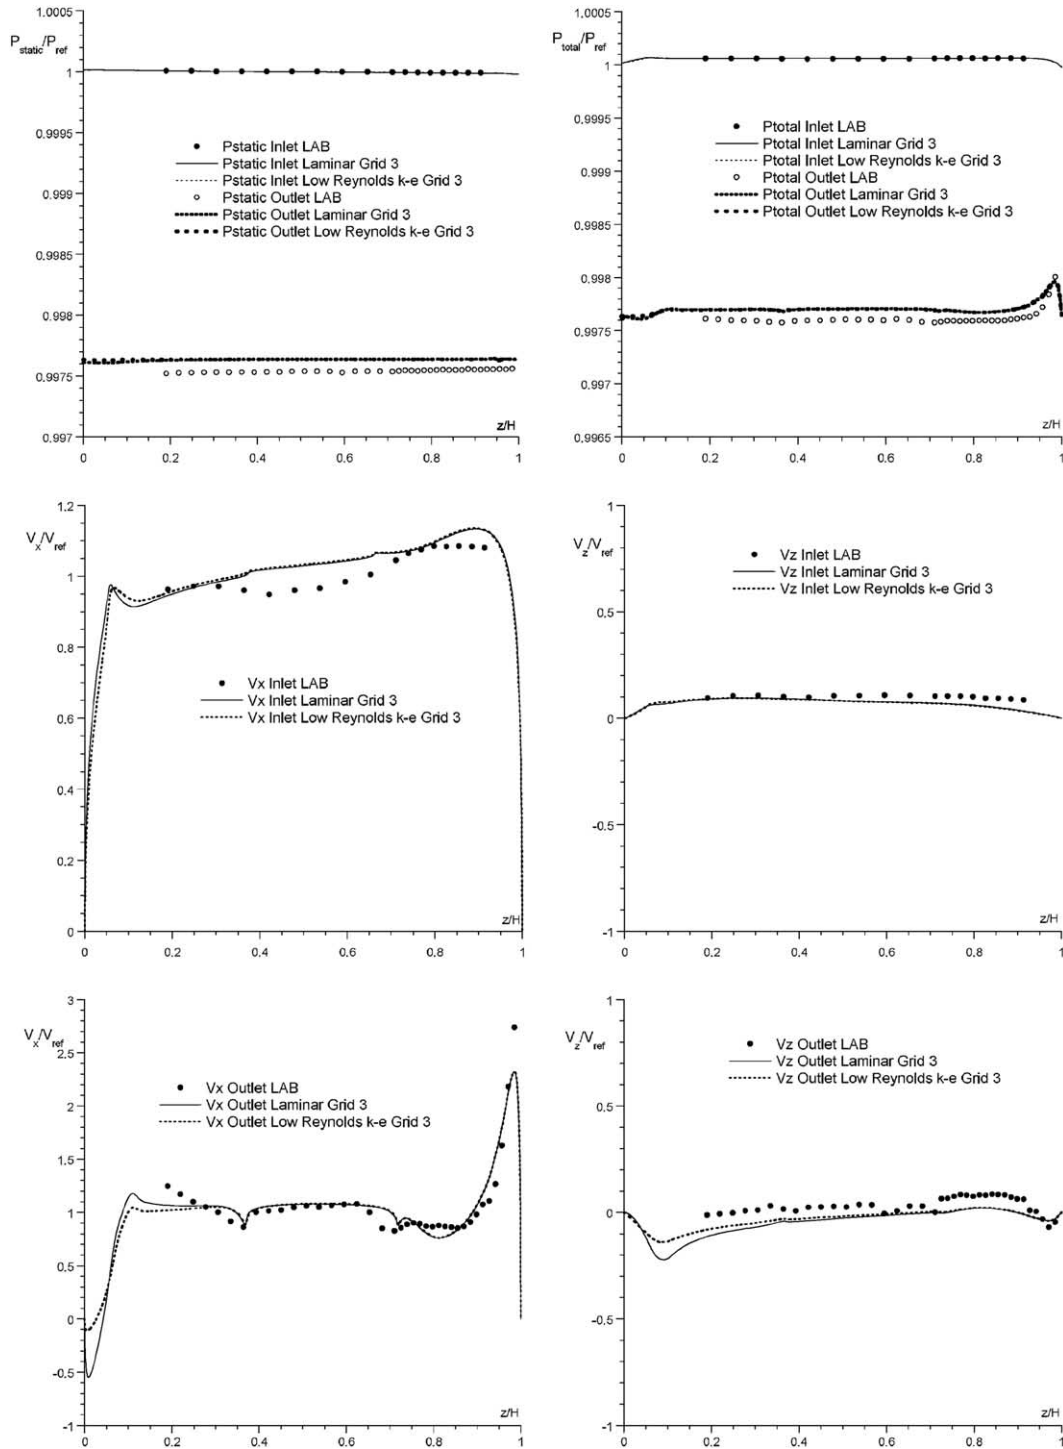 1.0005
P_static/P_ref
1
0.9995
0.999
0.9985
0.998
0.9975
0.997
Pstatic Inlet LAB
Pstatic Inlet Laminar Grid 3
Pstatic Inlet Low Reynolds k-e Grid 3
Pstatic Outlet LAB
Pstatic Outlet Laminar Grid 3
Pstatic Outlet Low Reynolds k-e Grid 3
z/H
0 0.2 0.4 0.6 0.8 1
1.0005
P_total/P_ref
1
0.9995
0.999
0.9985
0.998
0.9975
0.997
0.9965
Ptotal Inlet LAB
Ptotal Inlet Laminar Grid 3
Ptotal Inlet Low Reynolds k-e Grid 3
Ptotal Outlet LAB
Ptotal Outlet Laminar Grid 3
Ptotal Outlet Low Reynolds k-e Grid 3
z/H
0 0.2 0.4 0.6 0.8 1
1.2
V_x/V_ref
1
0.8
0.6
0.4
0.2
0
Vx Inlet LAB
Vx Inlet Laminar Grid 3
Vx Inlet Low Reynolds k-e Grid 3
z/H
0 0.2 0.4 0.6 0.8 1
1
V_z/V_ref
0.5
0
-0.5
-1
Vz Inlet LAB
Vz Inlet Laminar Grid 3
Vz Inlet Low Reynolds k-e Grid 3
z/H
0 0.2 0.4 0.6 0.8 1
3
V_x/V_ref
2.5
2
1.5
1
0.5
0
-0.5
-1
Vx Outlet LAB
Vx Outlet Laminar Grid 3
Vx Outlet Low Reynolds k-e Grid 3
z/H
0 0.2 0.4 0.6 0.8 1
1
V_z/V_ref
0.5
0
-0.5
-1
Vz Outlet LAB
Vz Outlet Laminar Grid 3
Vz Outlet Low Reynolds k-e Grid 3
z/H
0 0.2 0.4 0.6 0.8 1